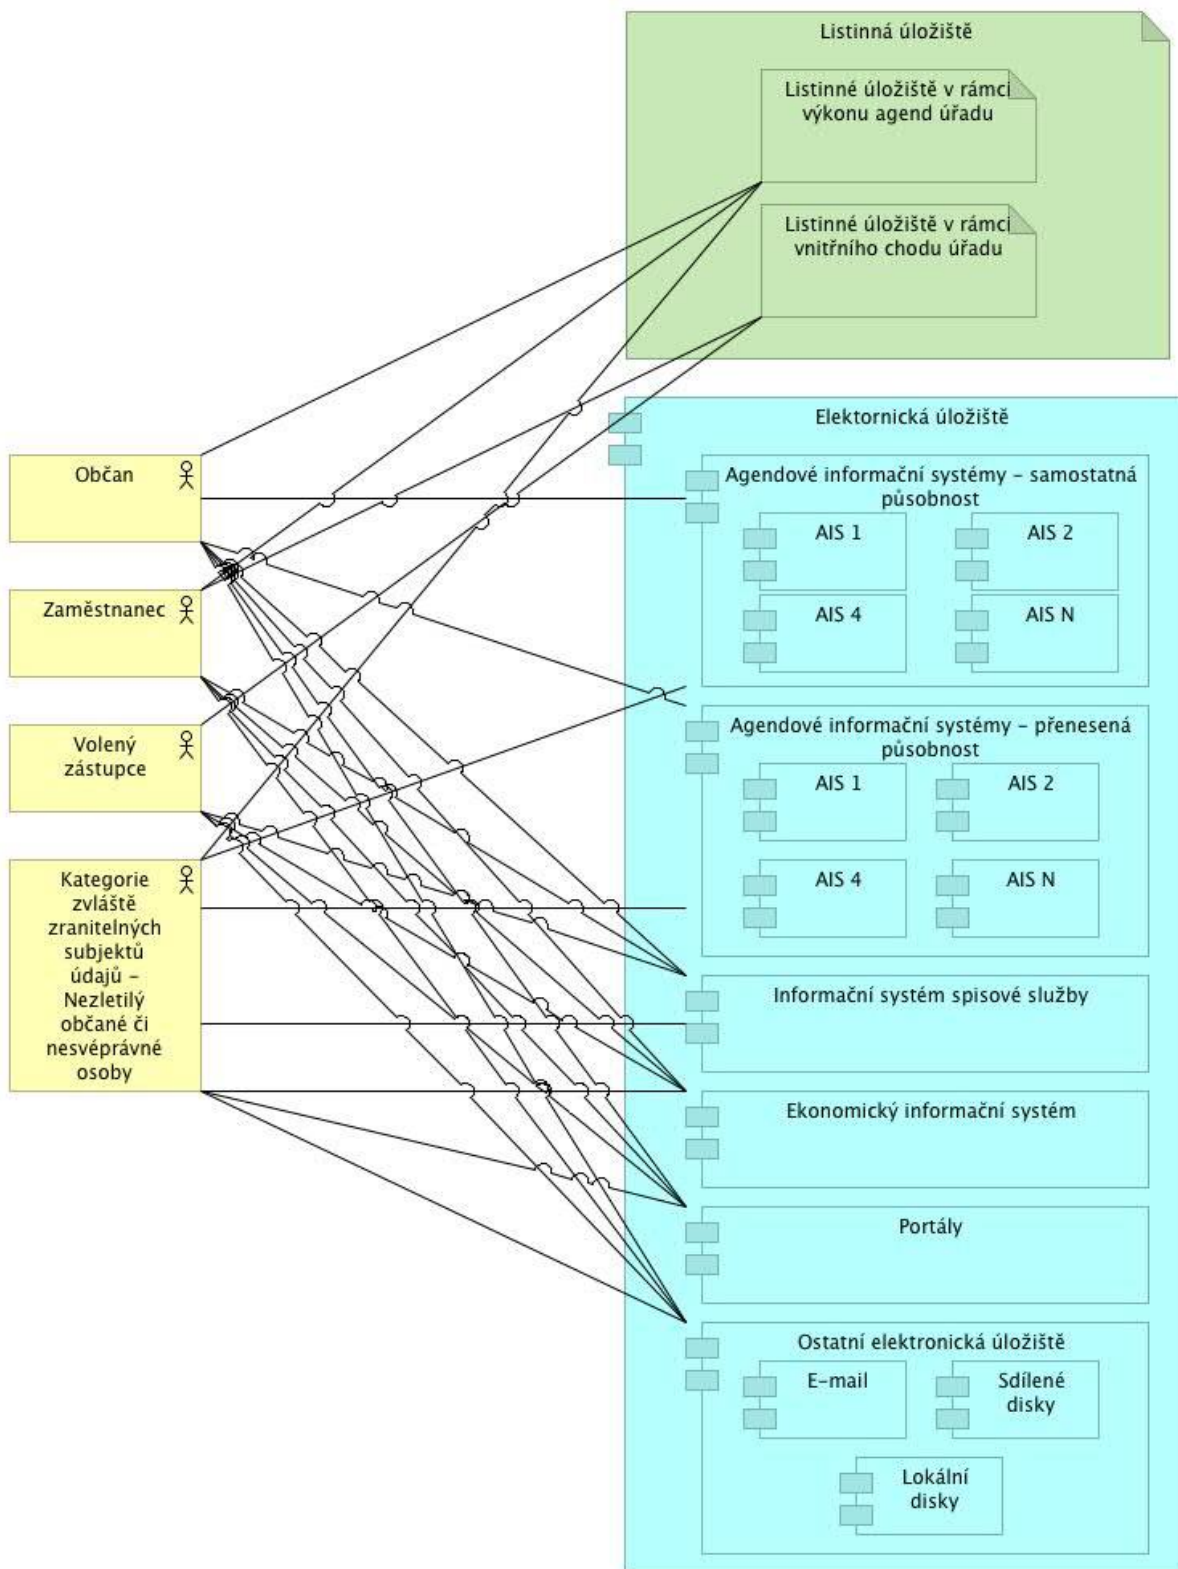 Listinná úložiště
Listinné úložiště v rámci
výkonu agend úřadu
Listinné úložiště v rámci
vnitřního chodu úřadu
Občan
Zaměstnanec
Volený
zástupce
Kategorie
zvláště
zranitelných
subjektů
údajů –
Nezletilý
občané či
nesvéprávné
osoby
Elektornická úložiště
Agendové informační systémy – samostatná
působnost
AIS 1
AIS 2
AIS 4
AIS N
Agendové informační systémy – přenesená
působnost
AIS 1
AIS 2
AIS 4
AIS N
Informační systém spisové služby
Ekonomický informační systém
Portály
Ostatní elektronická úložiště
E–mail
Sdílené
disky
Lokální
disky